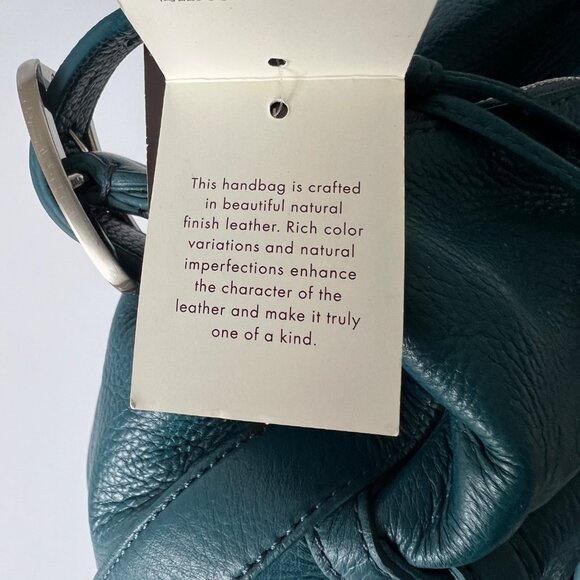 This handbag is crafted
in beautiful natural
finish leather. Rich color
variations and natural
imperfections enhance
the character of the
leather and make it truly
one of a kind.